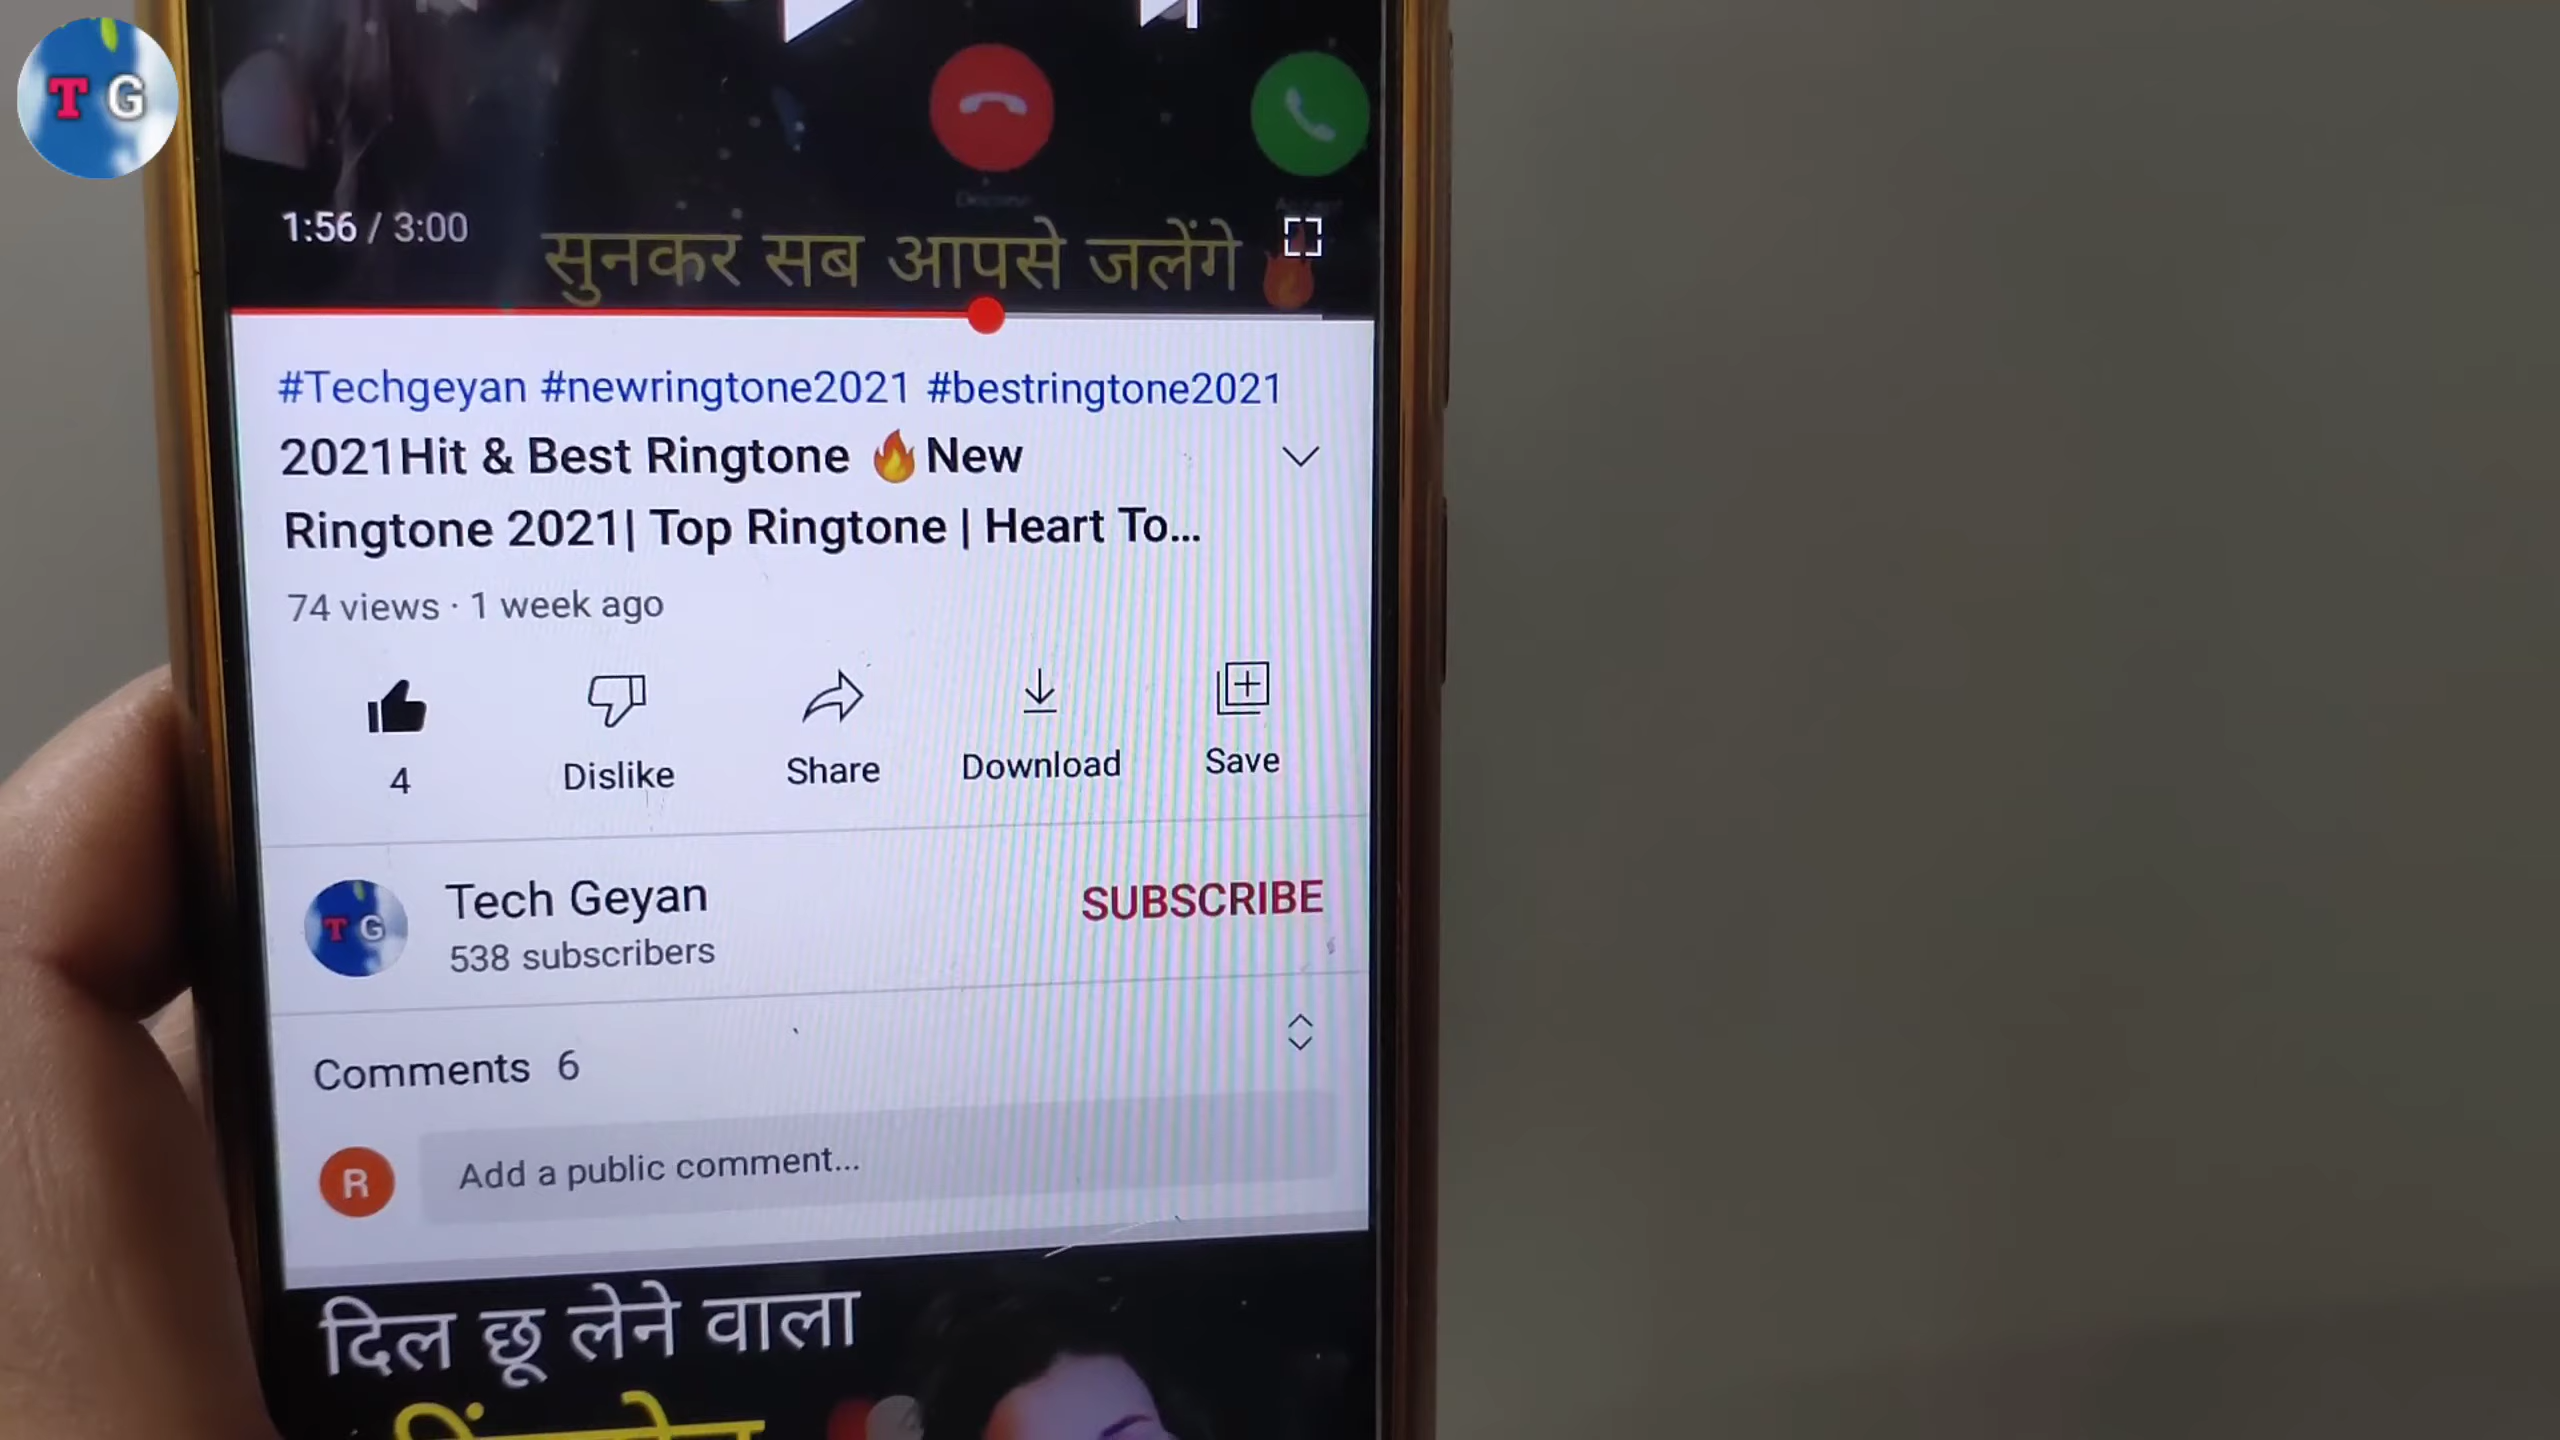 T G
1:56 / 3:00
सुनकर सब आपसे जलेंगे 🔥
#Techgeyan #newringtone2021 #bestringtone2021
2021Hit & Best Ringtone 🔥New
Ringtone 2021| Top Ringtone | Heart To...
74 views · 1 week ago
4 Dislike Share Download Save
T G
Tech Geyan
SUBSCRIBE
538 subscribers
Comments 6
R
Add a public comment...
दिल छू लेने वाला